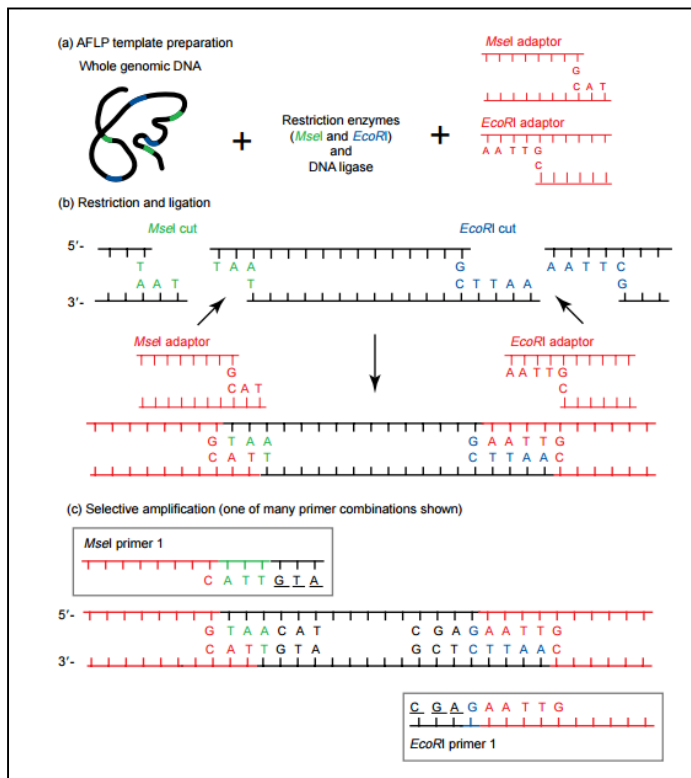 (a) AFLP template preparation
Whole genomic DNA
+
Restriction enzymes
(MseI and EcoRI)
and
DNA ligase
+
MseI adaptor
G
C A T
EcoRI adaptor
A A T T G
C
(b) Restriction and ligation
MseI cut
EcoRI cut
5′-
T
T A A
G
A A T T C
A A T
T
C T T A A
G
3′-
MseI adaptor
EcoRI adaptor
G
A A T T G
C A T
C
G T A A
G A A T T G
C A T T
C T T A A C
(c) Selective amplification (one of many primer combinations shown)
MseI primer 1
C A T T G T A
5′-
G T A A C A T
C G A G A A T T G
C A T T G T A
G C T C T T A A C
3′-
C G A G A A T T G
EcoRI primer 1